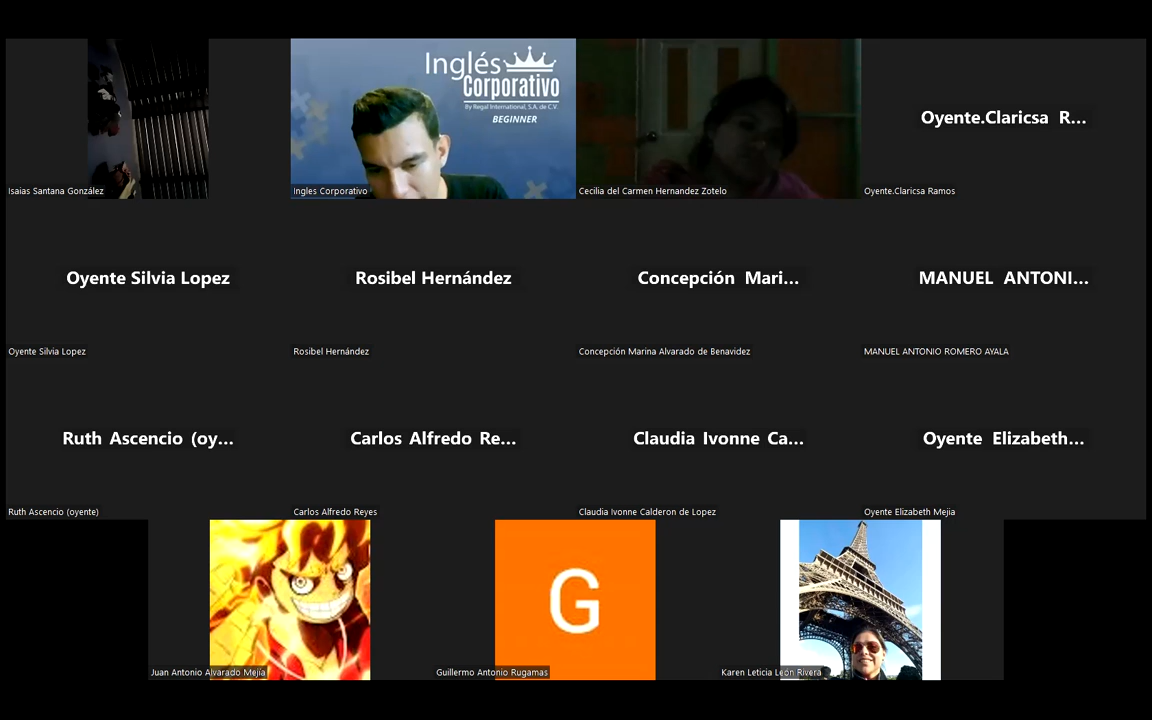 Inglés
Corporativo
By Regal International, S.A. de C.V.
BEGINNER
Oyente.Claricsa R...
Isaias Santana González
Ingles Corporativo
Cecilia del Carmen Hernandez Zotelo
Oyente.Claricsa Ramos
Oyente Silvia Lopez
Rosibel Hernández
Concepción Mari...
MANUEL ANTONI...
Oyente Silvia Lopez
Rosibel Hernández
Concepción Marina Alvarado de Benavidez
MANUEL ANTONIO ROMERO AYALA
Ruth Ascencio (oy...
Carlos Alfredo Re...
Claudia Ivonne Ca...
Oyente Elizabeth...
Ruth Ascencio (oyente)
Carlos Alfredo Reyes
Claudia Ivonne Calderon de Lopez
Oyente Elizabeth Mejia
G
Juan Antonio Alvarado Mejía
Guillermo Antonio Rugamas
Karen Leticia León Rivera